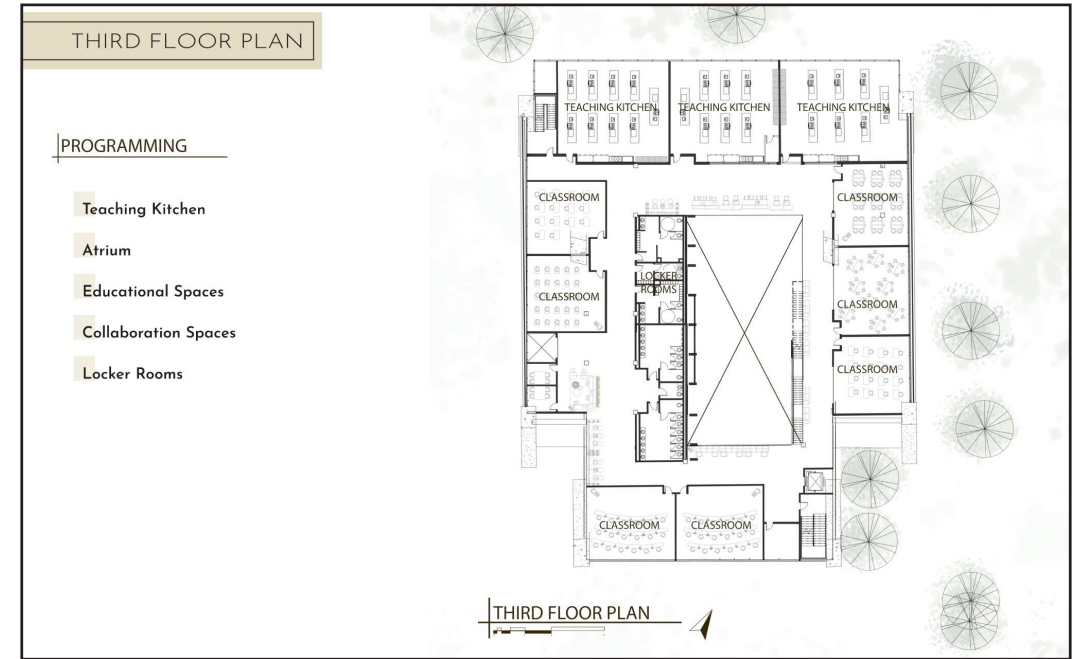 THIRD FLOOR PLAN
PROGRAMMING
Teaching Kitchen
Atrium
Educational Spaces
Collaboration Spaces
Locker Rooms
TEACHING KITCHEN
TEACHING KITCHEN
TEACHING KITCHEN
CLASSROOM
CLASSROOM
LOCKER
ROOMS
CLASSROOM
CLASSROOM
CLASSROOM
CLASSROOM
CLASSROOM
THIRD FLOOR PLAN